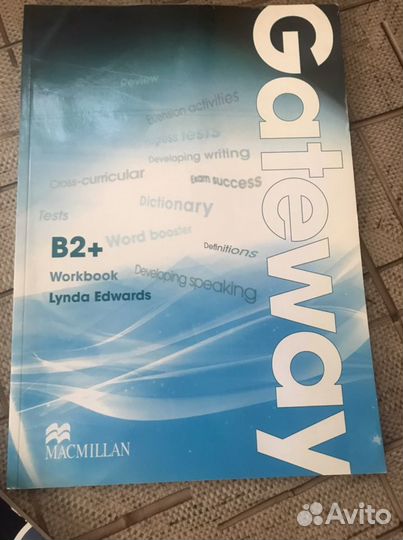 Gateway
Review
Extension activities
Progress tests
Developing writing
Cross-curricular
Exam success
Dictionary
Tests
Word booster
B2+
Definitions
Workbook
Developing speaking
Lynda Edwards
MACMILLAN
Avito